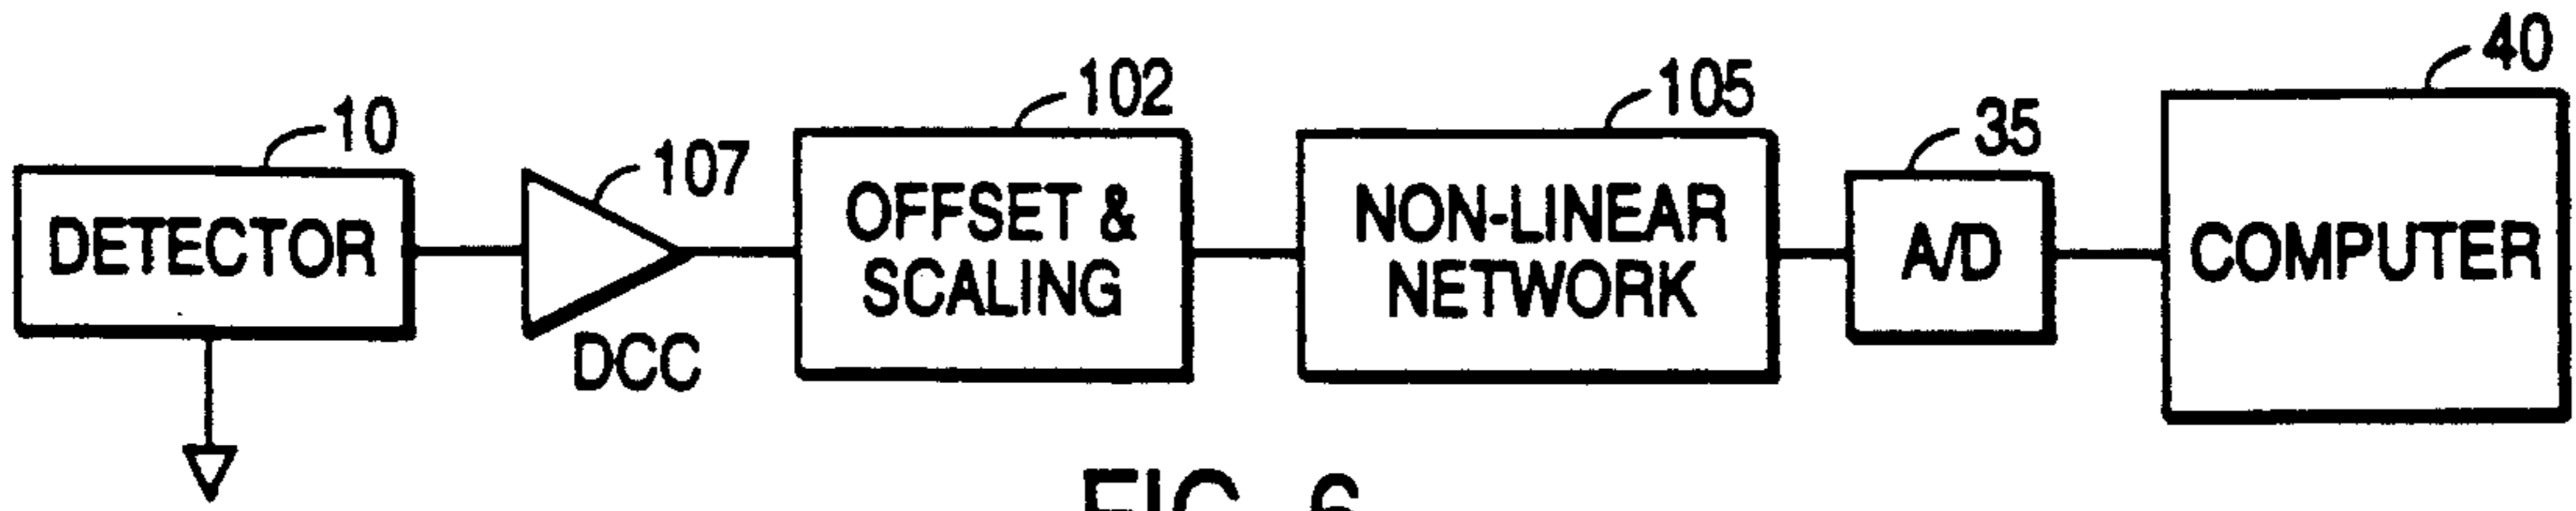 10
DETECTOR
107
DCC
102
OFFSET &
SCALING
105
NON-LINEAR
NETWORK
35
A/D
40
COMPUTER
FIG. 6